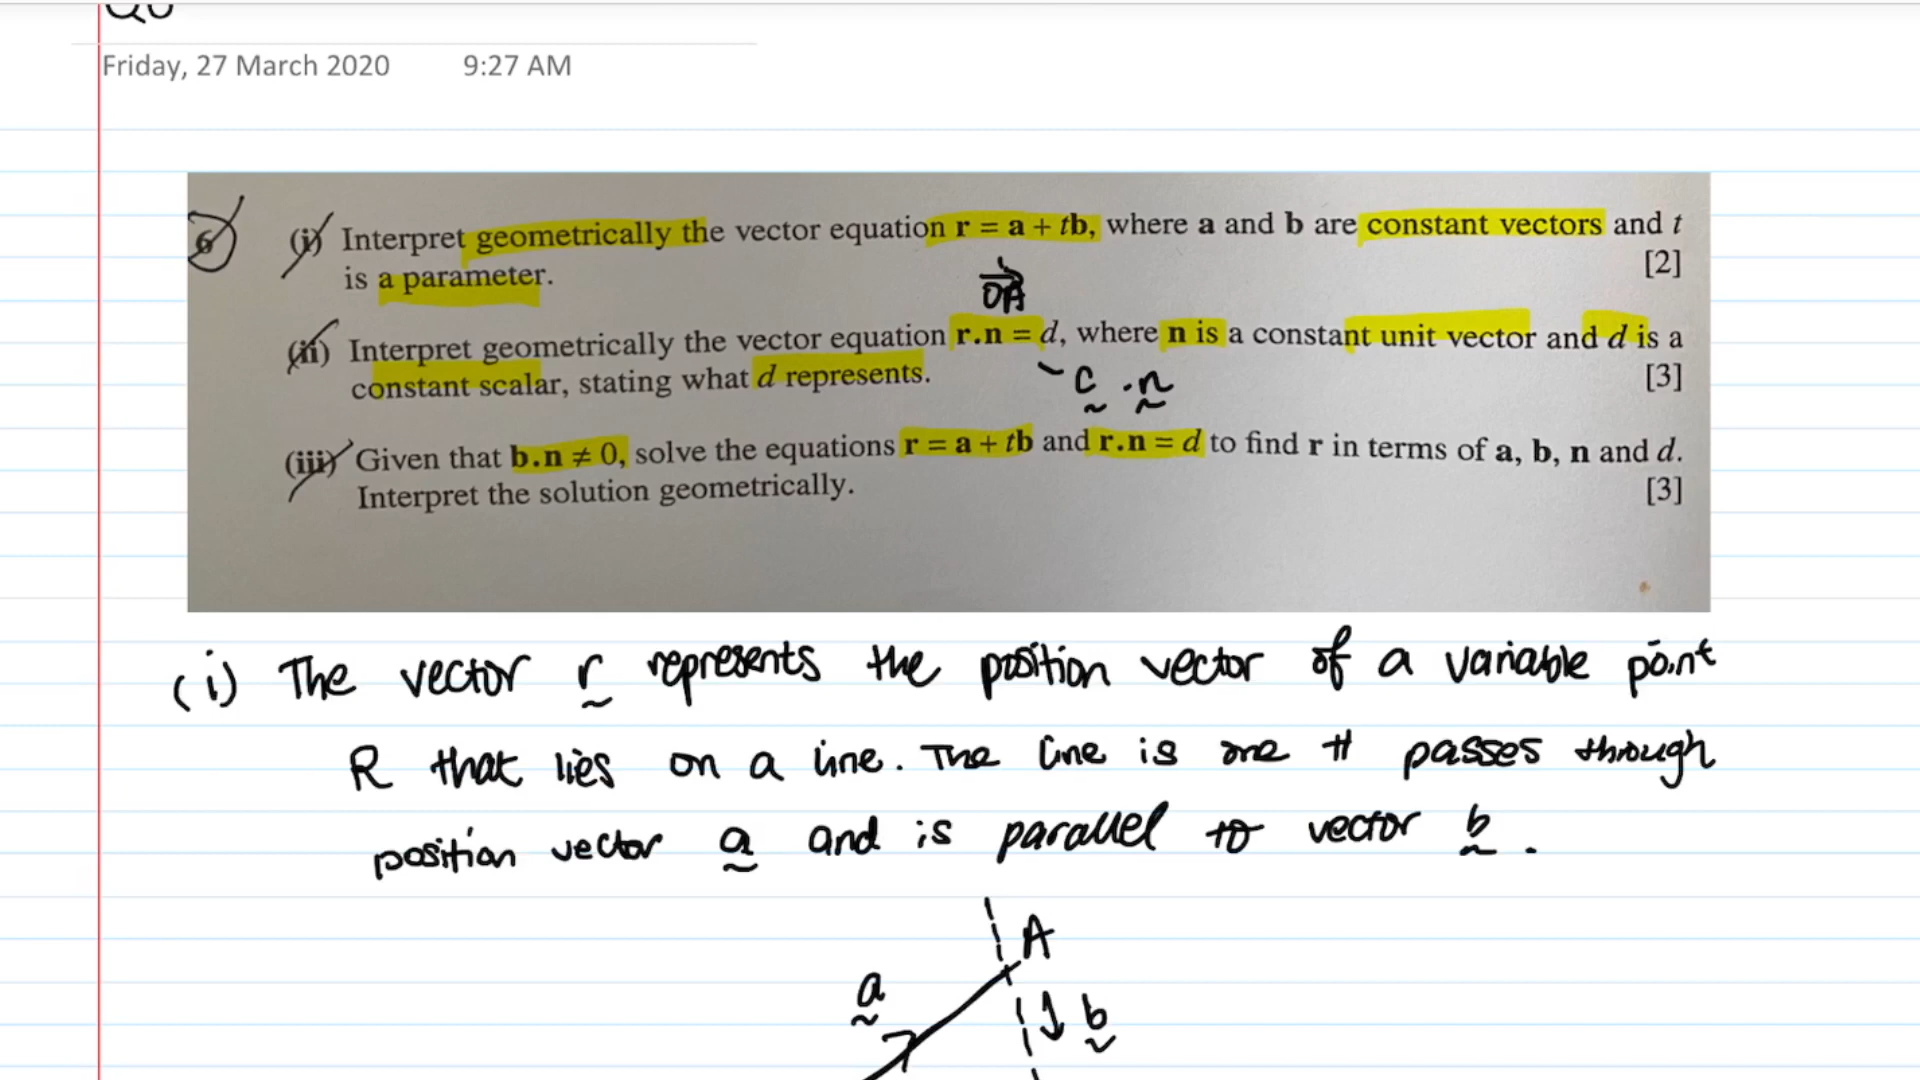 Friday, 27 March 2020 9:27 AM
6 (i) Interpret geometrically the vector equation r = a + tb, where a and b are constant vectors and t
is a parameter. [2]
OA
(ii) Interpret geometrically the vector equation r.n = d, where n is a constant unit vector and d is a
constant scalar, stating what d represents. [3]
c . n
(iii) Given that b.n ≠ 0, solve the equations r = a + tb and r.n = d to find r in terms of a, b, n and d.
Interpret the solution geometrically. [3]
(i) The vector r represents the position vector of a variable point
R that lies on a line. The line is one # passes through
position vector a and is parallel to vector b.
A
a
b